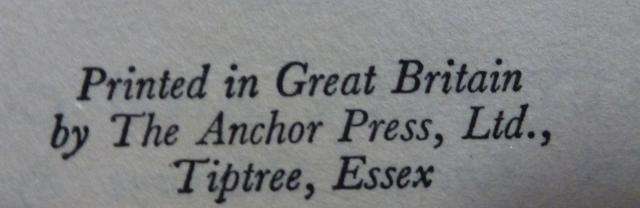 Printed in Great Britain
by The Anchor Press, Ltd.,
Tiptree, Essex